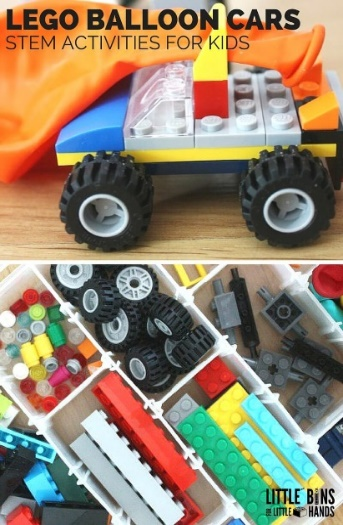 LEGO BALLOON CARS
STEM ACTIVITIES FOR KIDS
LITTLE BINS
for LITTLE HANDS